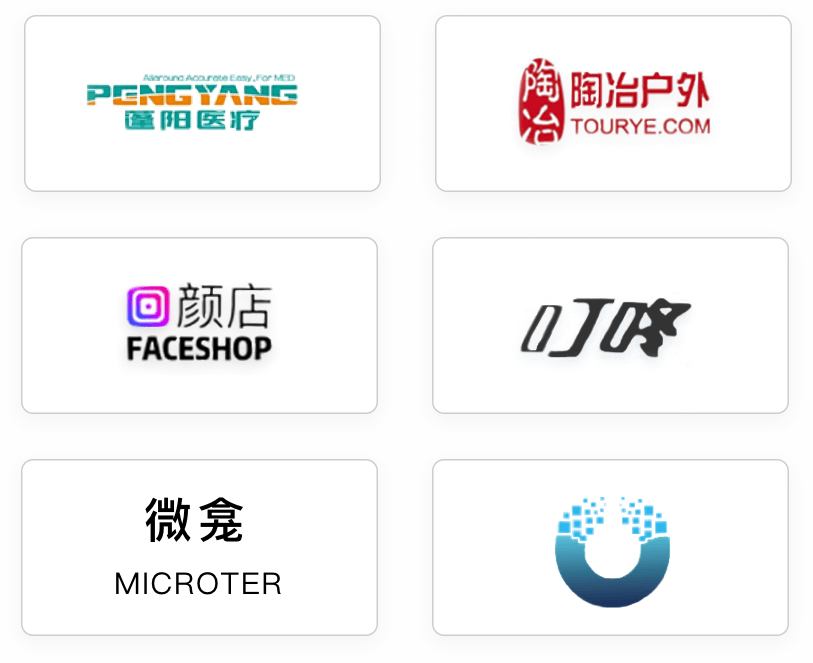 Allaround Accurate Easy, For MED
PENGYANG
蓬阳医疗
陶冶
陶冶户外
TOURYE.COM
颜店
FACESHOP
叮咚
微龛
MICROTER